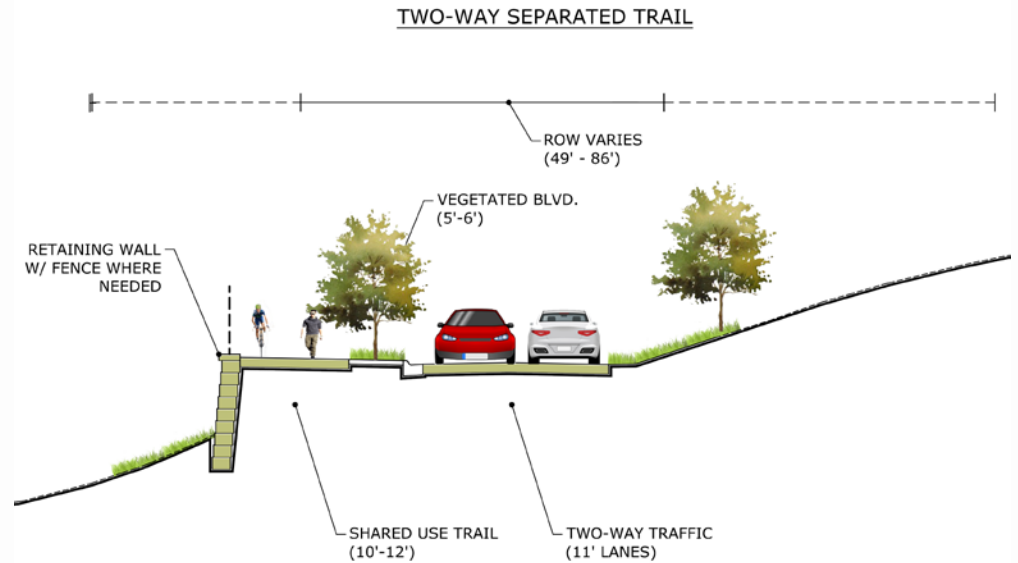 TWO-WAY SEPARATED TRAIL
ROW VARIES
(49' - 86')
VEGETATED BLVD.
(5'-6')
RETAINING WALL
W/ FENCE WHERE
NEEDED
SHARED USE TRAIL
(10'-12')
TWO-WAY TRAFFIC
(11' LANES)